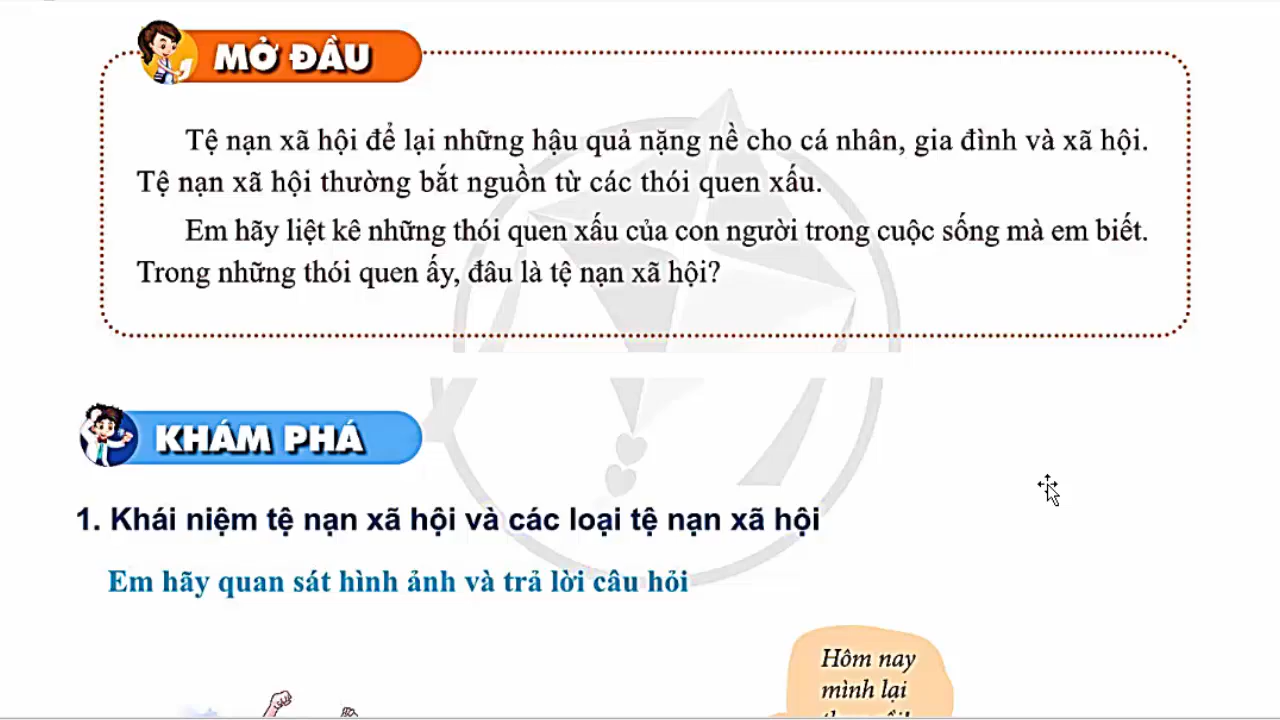 MỞ ĐẦU
Tệ nạn xã hội để lại những hậu quả nặng nề cho cá nhân, gia đình và xã hội.
Tệ nạn xã hội thường bắt nguồn từ các thói quen xấu.
Em hãy liệt kê những thói quen xấu của con người trong cuộc sống mà em biết.
Trong những thói quen ấy, đâu là tệ nạn xã hội?
KHÁM PHÁ
1. Khái niệm tệ nạn xã hội và các loại tệ nạn xã hội
Em hãy quan sát hình ảnh và trả lời câu hỏi
Hôm nay
mình lại